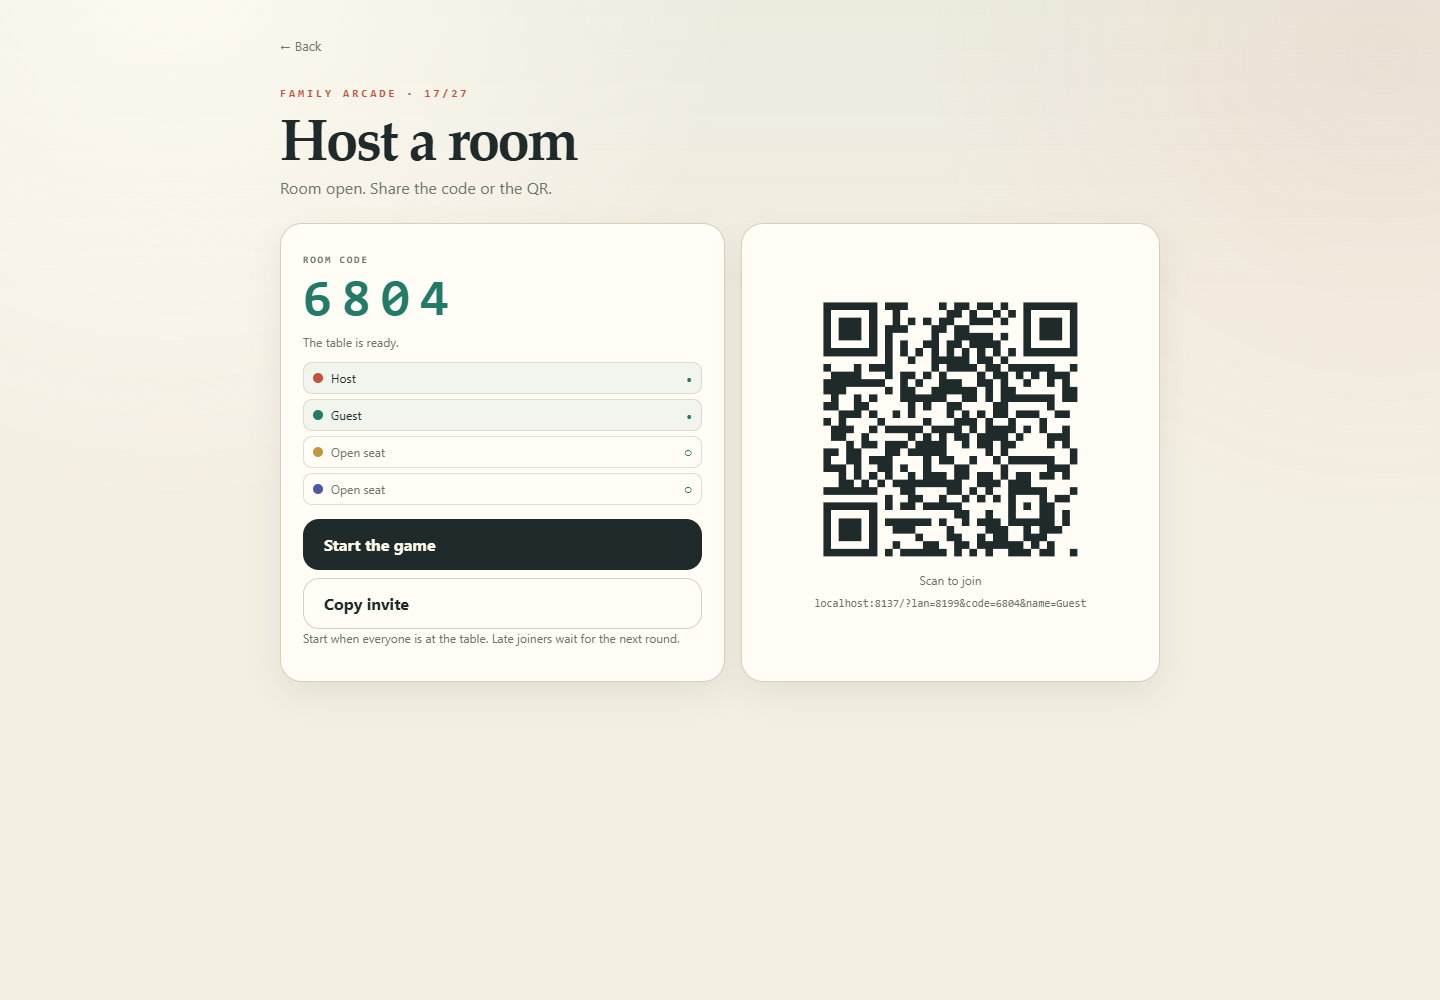 ← Back
FAMILY ARCADE · 17/27
Host a room
Room open. Share the code or the QR.
ROOM CODE
6804
The table is ready.
Host
Guest
Open seat
Open seat
Start the game
Copy invite
Start when everyone is at the table. Late joiners wait for the next round.
Scan to join
localhost:8137/?lan=8199&code=6804&name=Guest